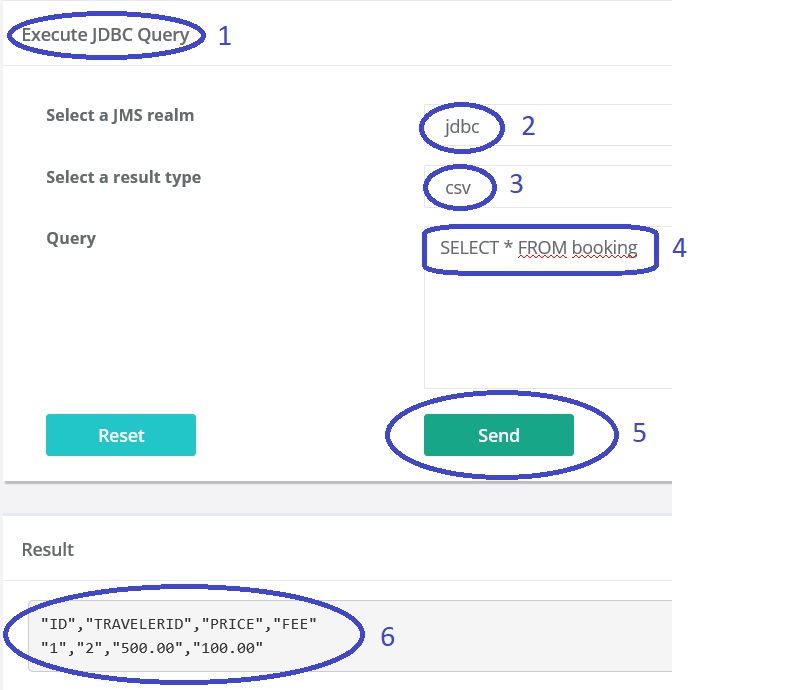 Execute JDBC Query 1
Select a JMS realm jdbc 2
Select a result type csv 3
Query SELECT * FROM booking 4
Reset Send 5
Result
"ID","TRAVELERID","PRICE","FEE"
"1","2","500.00","100.00" 6